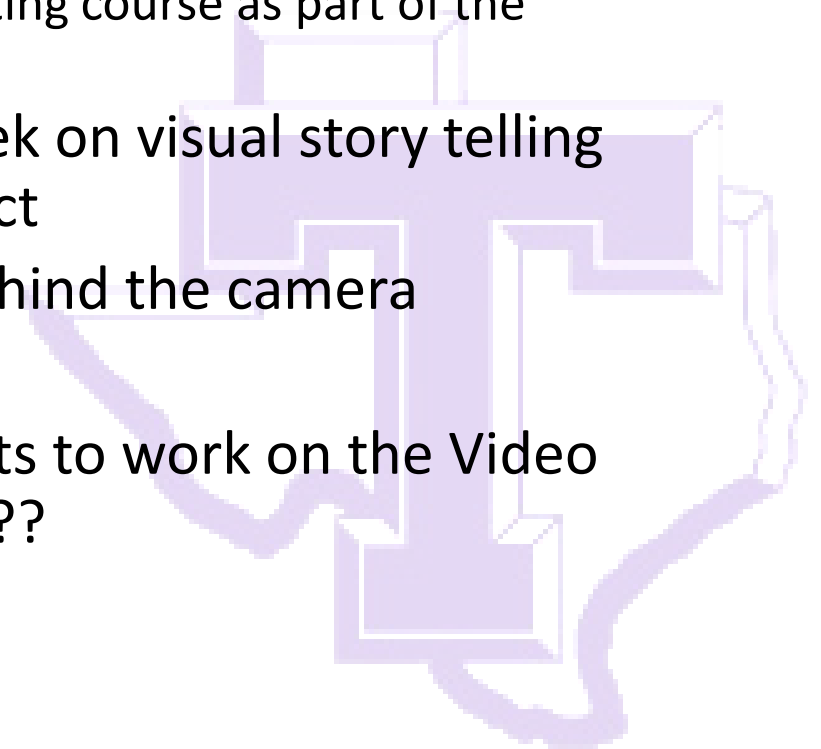 ting course as part of the
ek on visual story telling
ct
hind the camera
ts to work on the Video
??